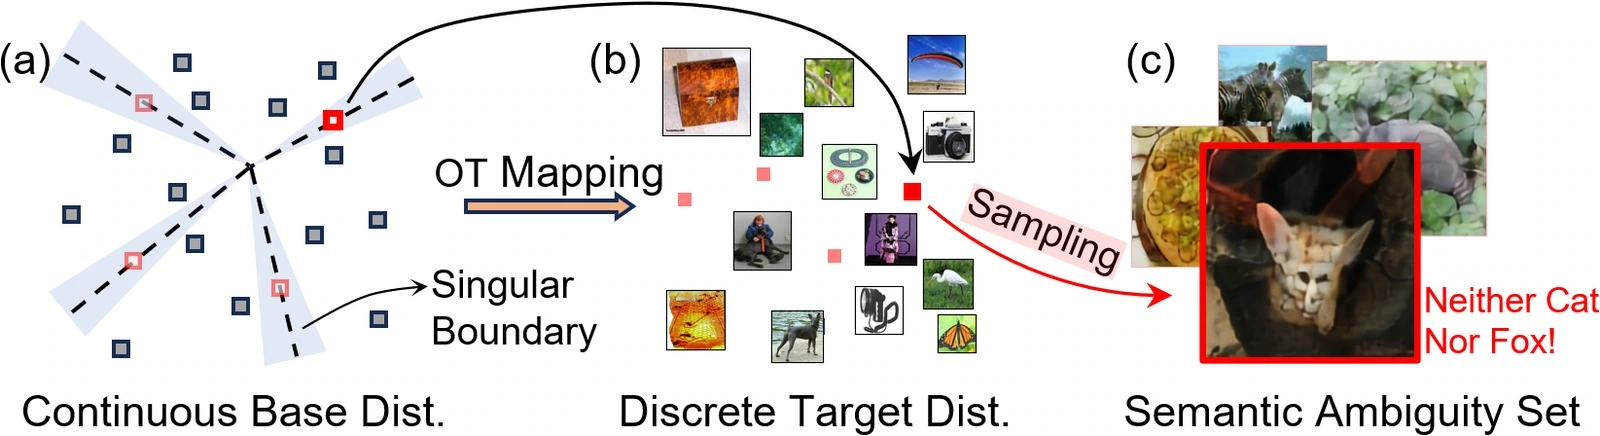 (a)
(b)
(c)
OT Mapping
Sampling
Singular
Boundary
Neither Cat
Nor Fox!
Continuous Base Dist.
Discrete Target Dist.
Semantic Ambiguity Set